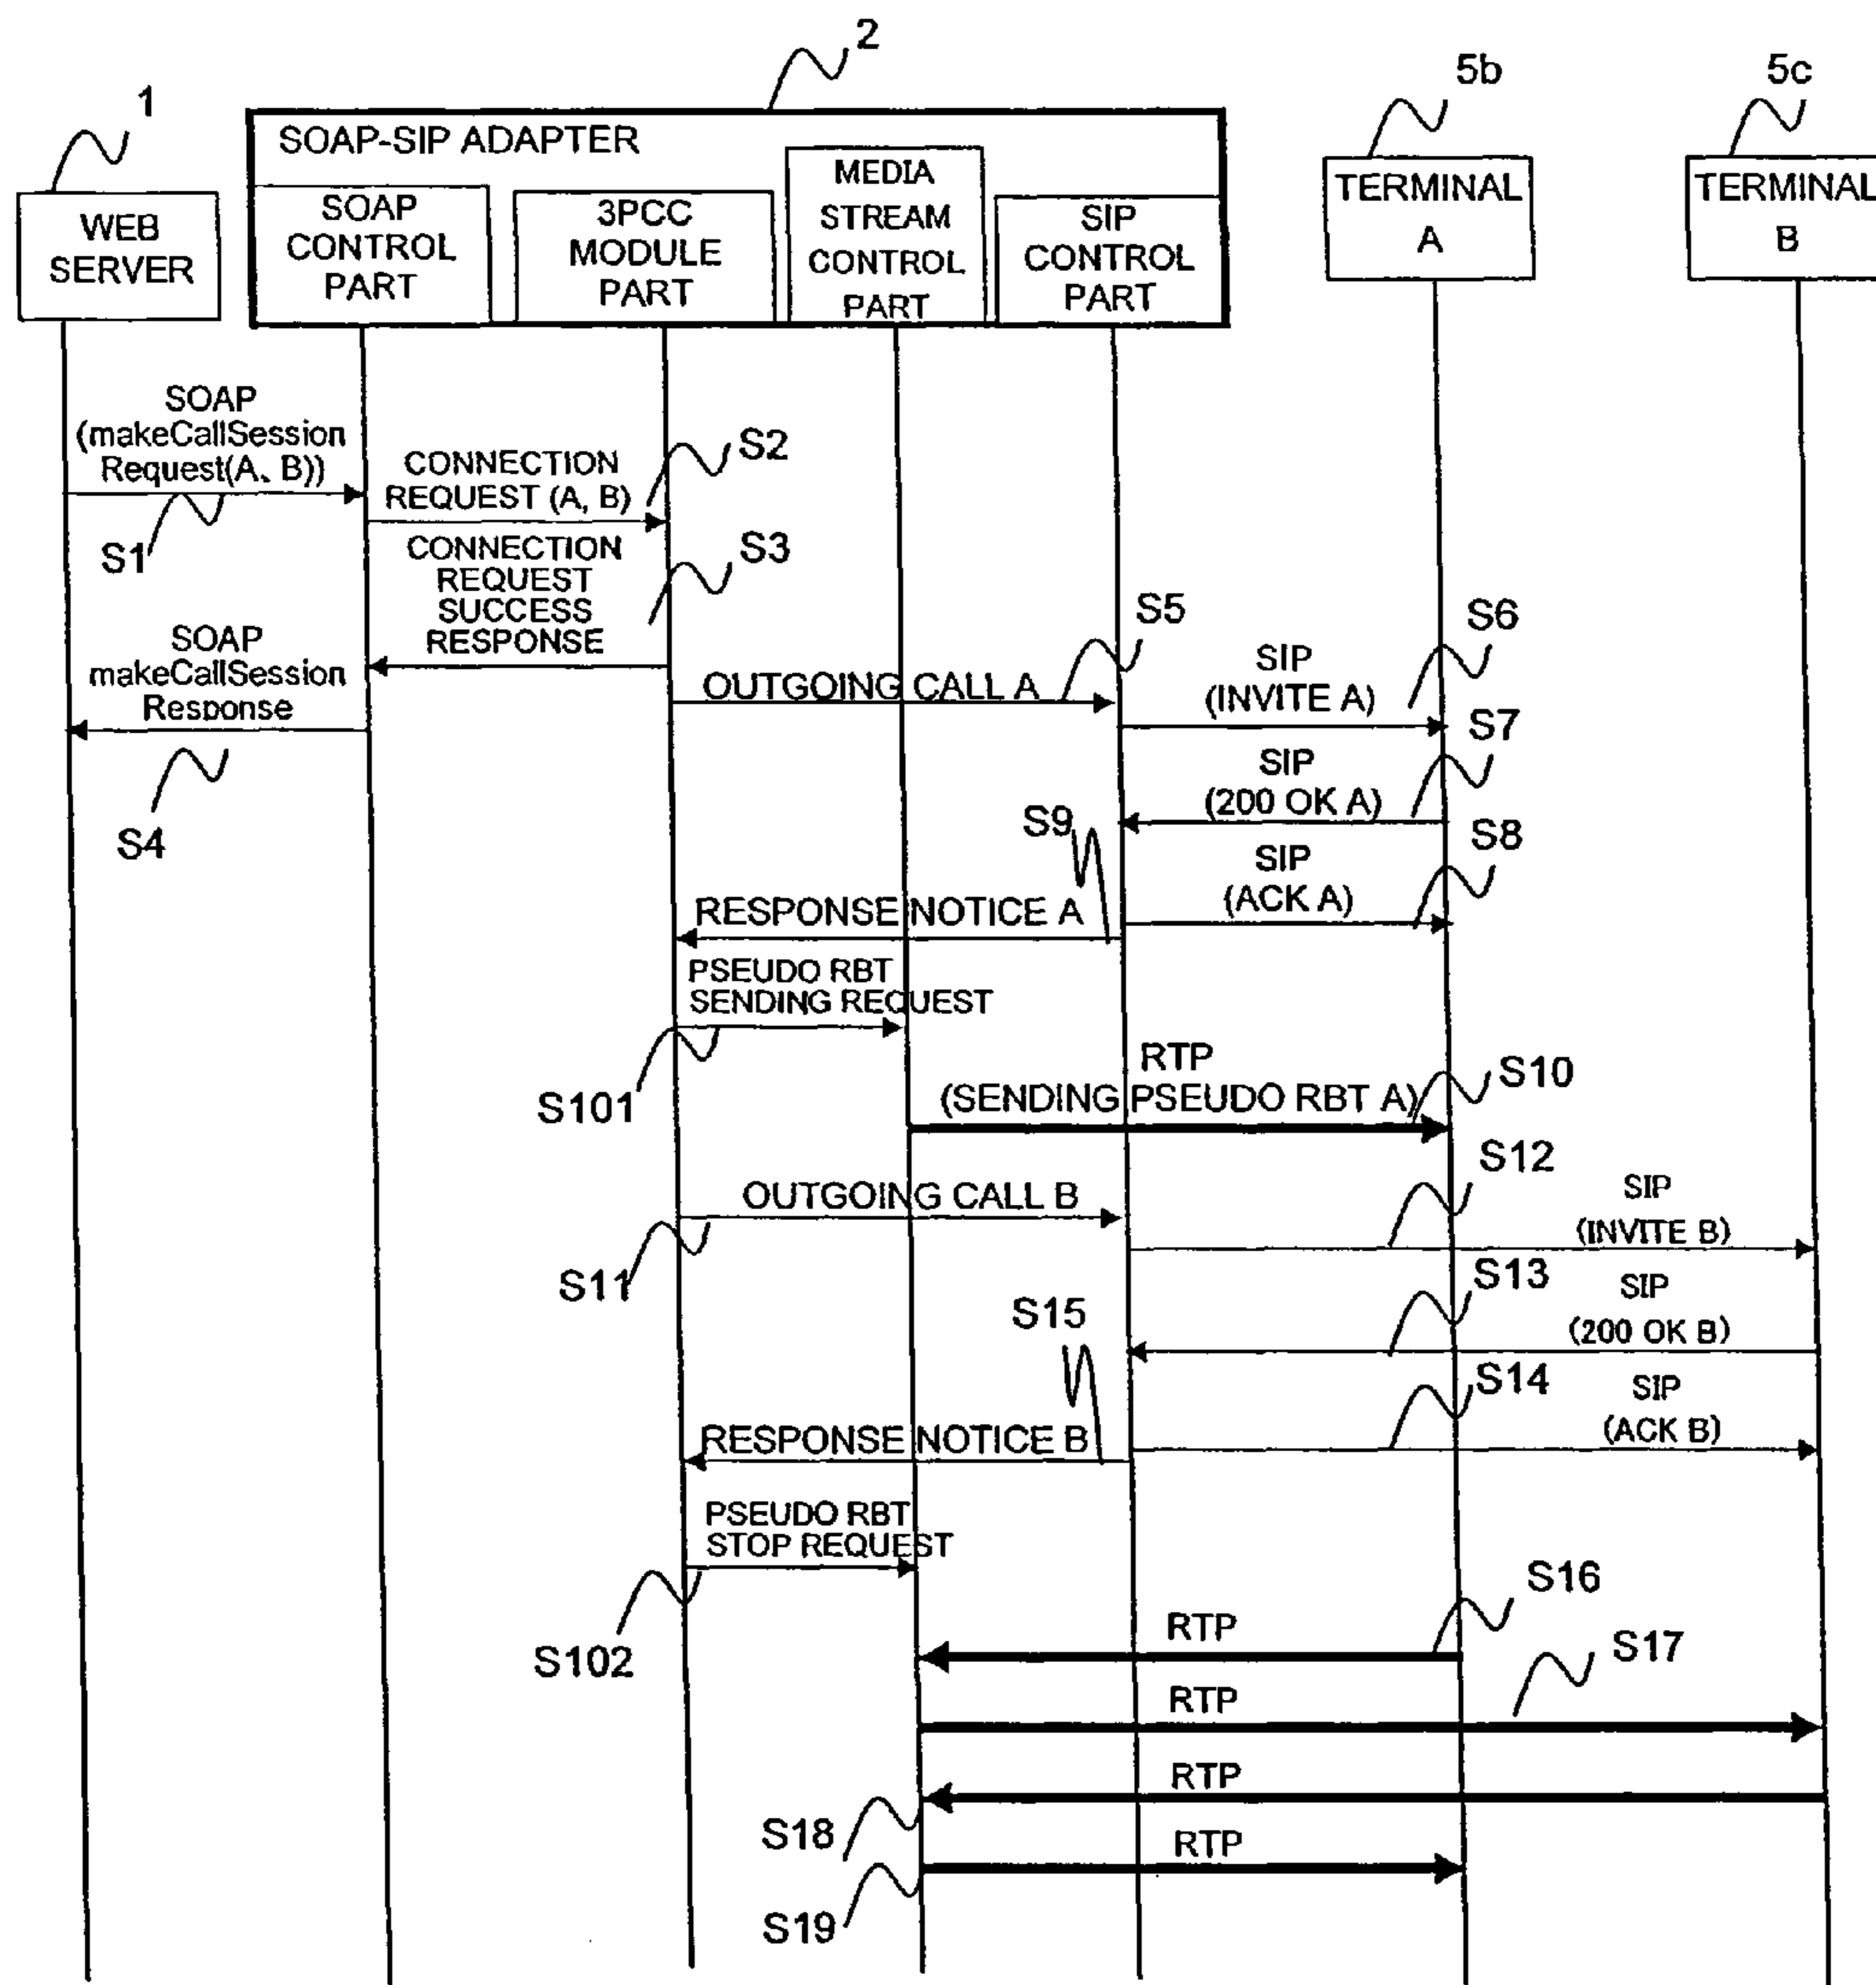 2
5b
5c
1
SOAP-SIP ADAPTER
WEB
SERVER
SOAP
CONTROL
PART
3PCC
MODULE
PART
MEDIA
STREAM
CONTROL
PART
SIP
CONTROL
PART
TERMINAL
A
TERMINAL
B
SOAP
(makeCallSession
Request(A、B))
S1
CONNECTION
REQUEST (A, B)
S2
CONNECTION
REQUEST
SUCCESS
RESPONSE
S3
SOAP
makeCallSession
Response
S4
OUTGOING CALL A
S5
SIP
(INVITE A)
S6
SIP
(200 OK A)
S7
SIP
(ACK A)
S8
S9
RESPONSE NOTICE A
PSEUDO RBT
SENDING REQUEST
S101
RTP
(SENDING PSEUDO RBT A)
S10
OUTGOING CALL B
S11
S12
SIP
(INVITE B)
S13
SIP
(200 OK B)
S14
SIP
(ACK B)
S15
RESPONSE NOTICE B
PSEUDO RBT
STOP REQUEST
S102
RTP
S16
RTP
S17
RTP
S18
RTP
S19